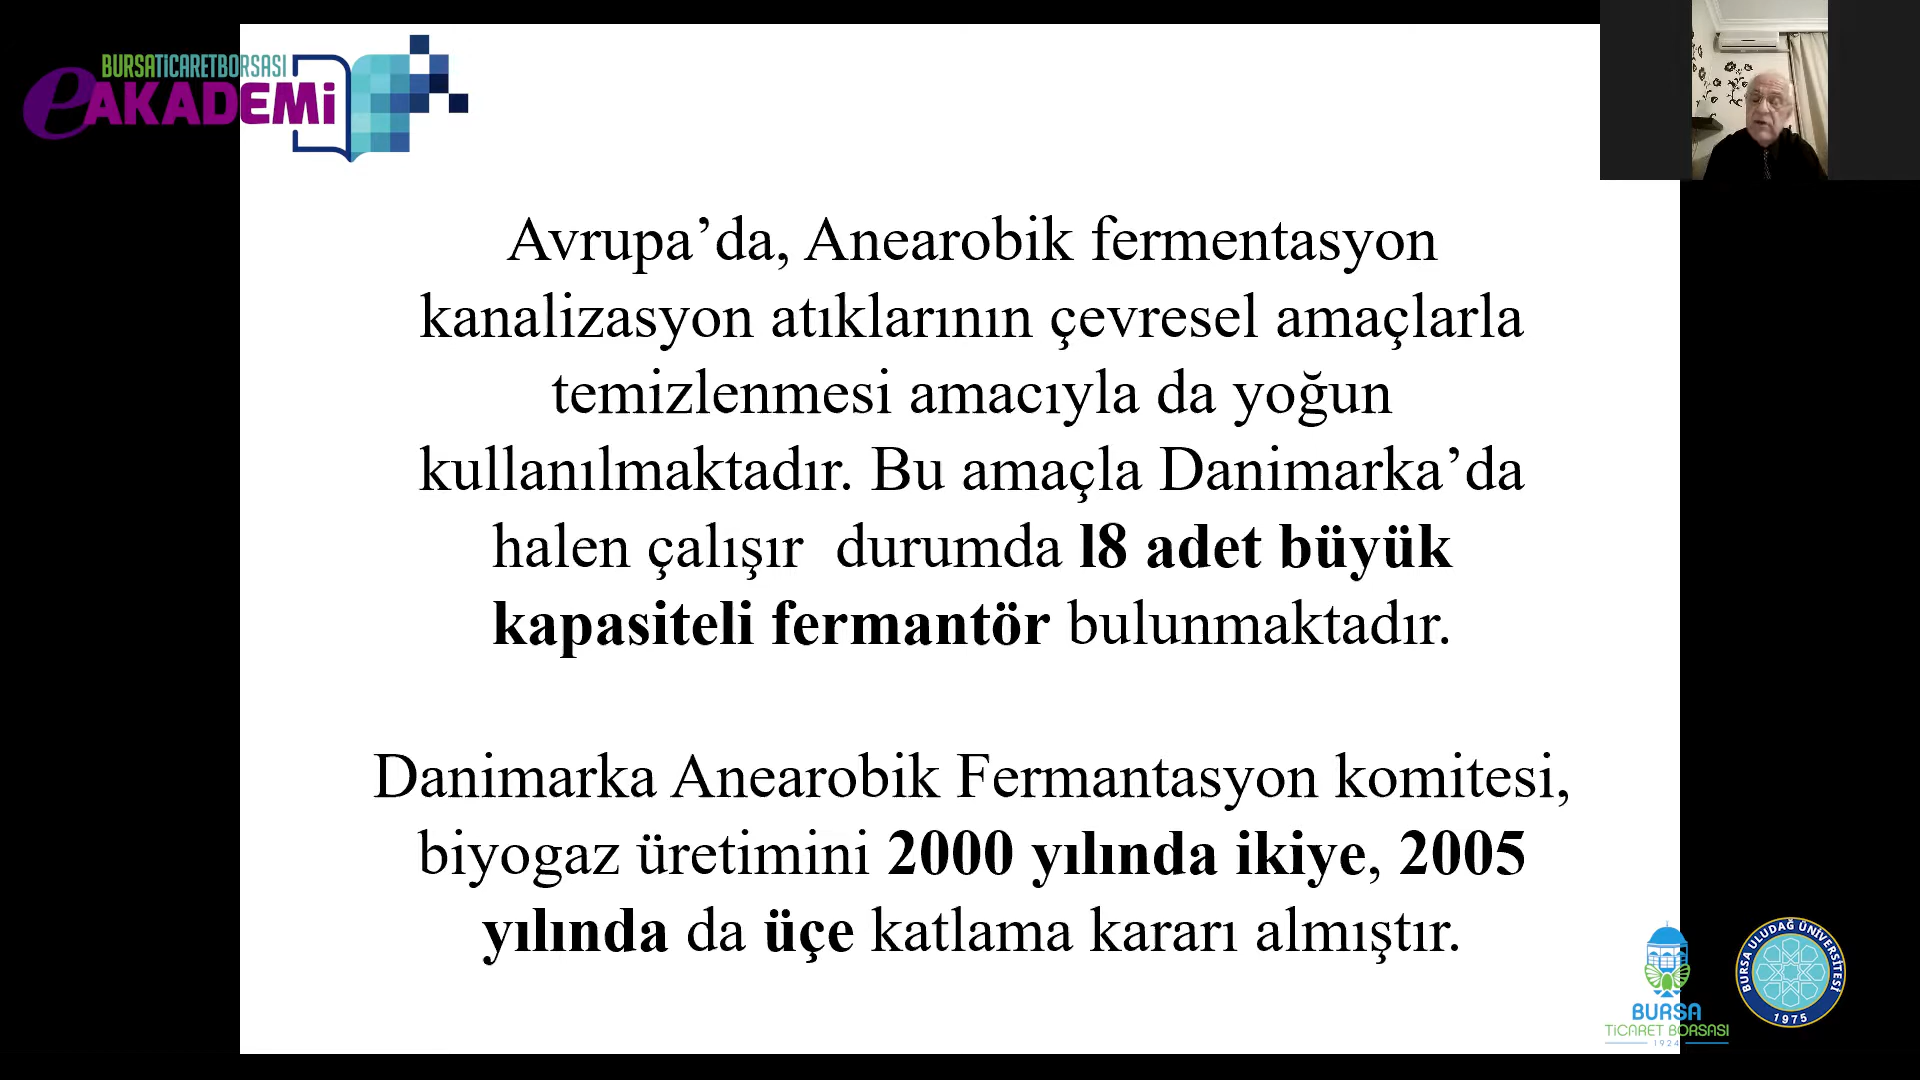 BURSATİCARETBORSASI
eAKADEMİ
Avrupa’da, Anearobik fermentasyon
kanalizasyon atıklarının çevresel amaçlarla
temizlenmesi amacıyla da yoğun
kullanılmaktadır. Bu amaçla Danimarka’da
halen çalışır durumda l8 adet büyük
kapasiteli fermantör bulunmaktadır.
Danimarka Anearobik Fermantasyon komitesi,
biyogaz üretimini 2000 yılında ikiye, 2005
yılında da üçe katlama kararı almıştır.
BURSA
TİCARET BORSASI
1924
BURSA ULUDAĞ ÜNİVERSİTESİ
1975